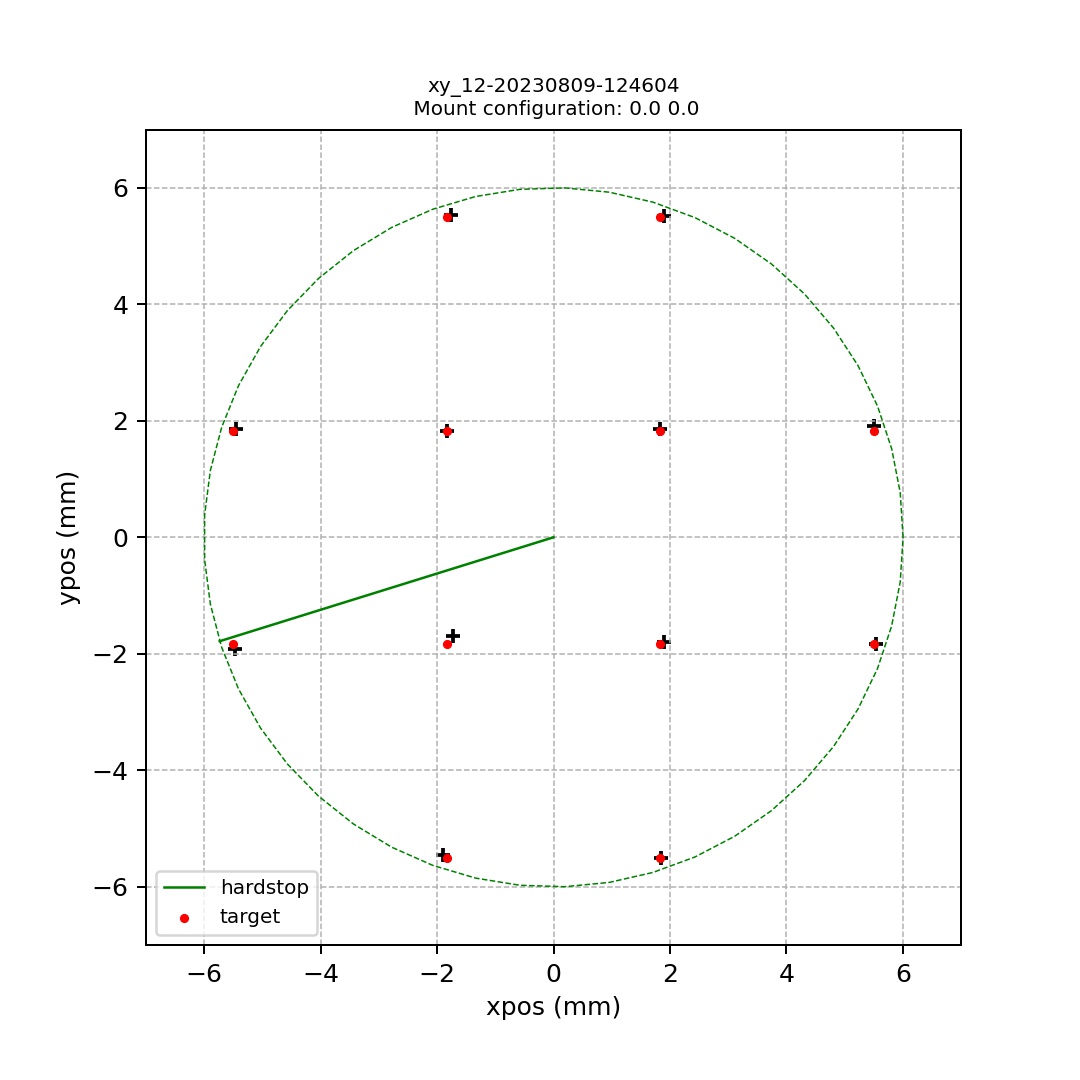 xy_12-20230809-124604
Mount configuration: 0.0 0.0
6
4
2
0
−2
−4
−6
ypos (mm)
hardstop
target
−6 −4 −2 0 2 4 6
xpos (mm)